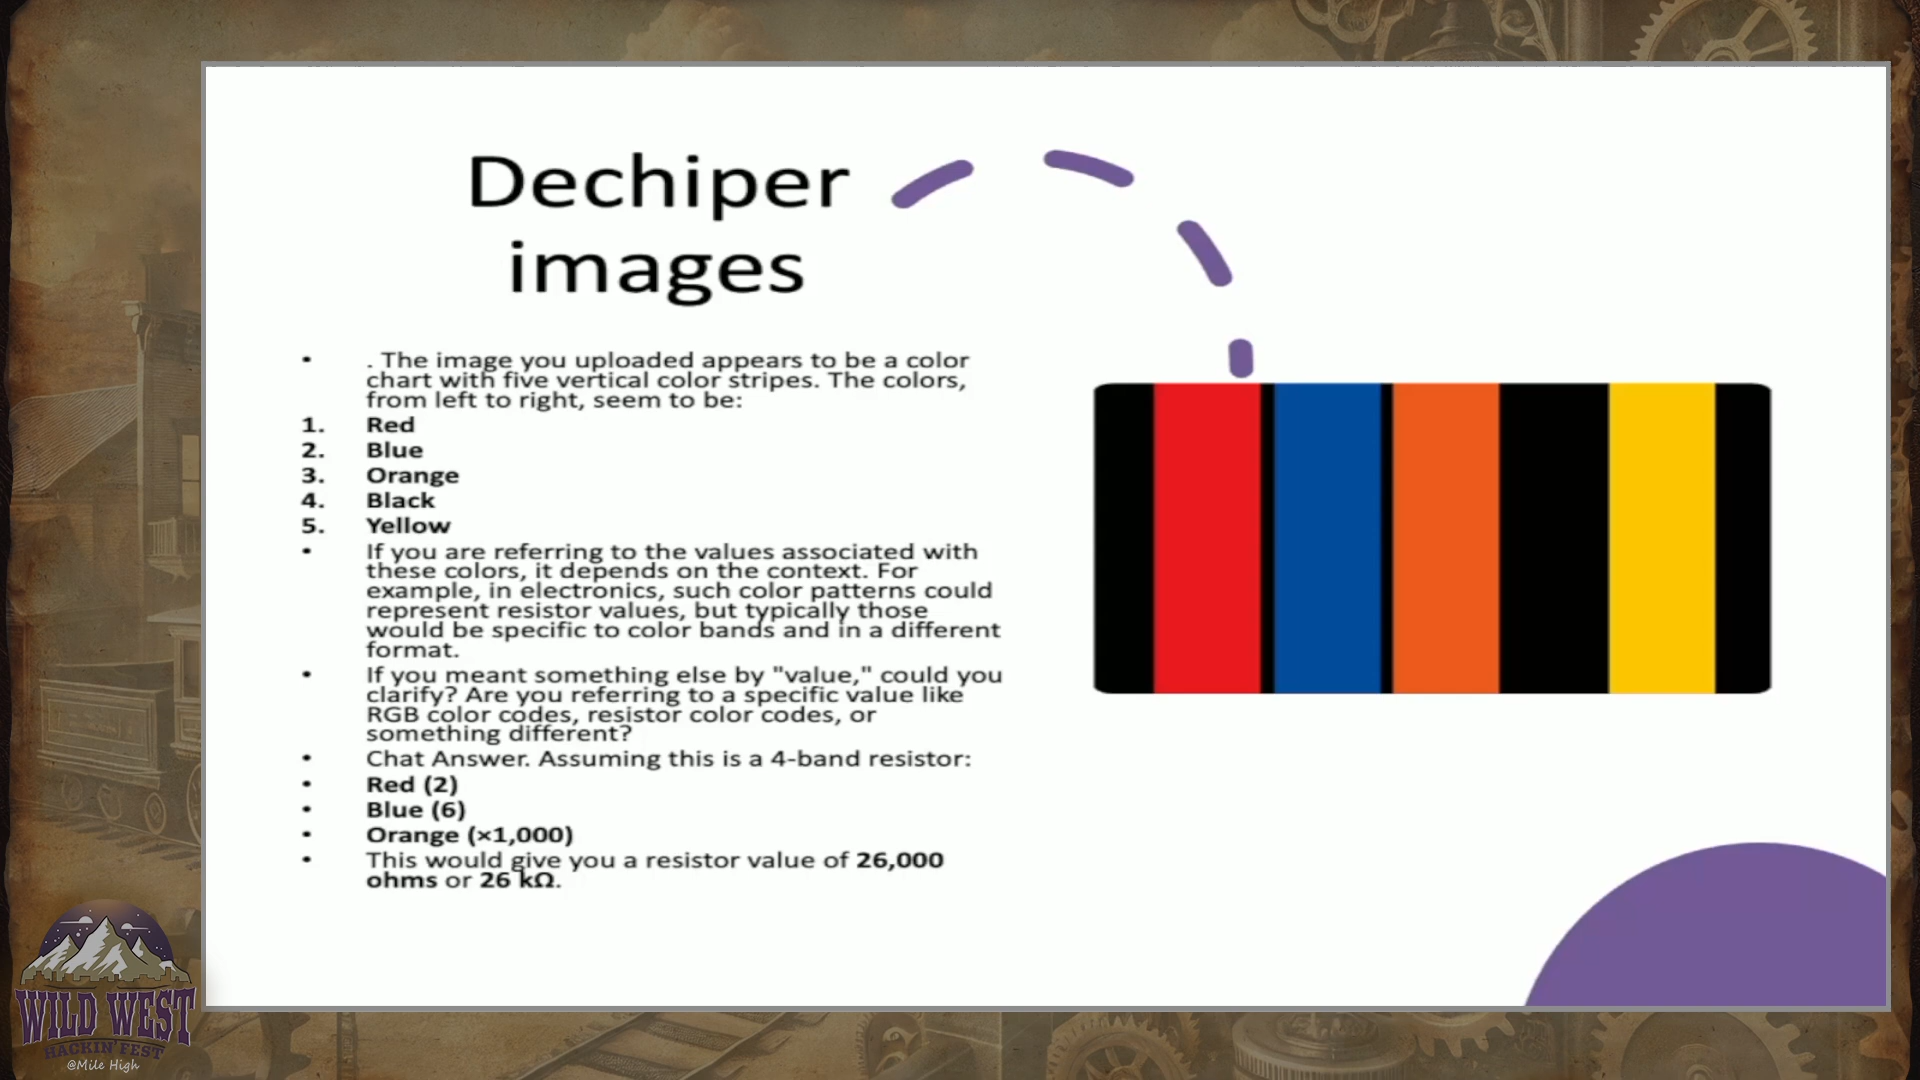 Dechiper
images
• . The image you uploaded appears to be a color
chart with five vertical color stripes. The colors,
from left to right, seem to be:
1. Red
2. Blue
3. Orange
4. Black
5. Yellow
• If you are referring to the values associated with
these colors, it depends on the context. For
example, in electronics, such color patterns could
represent resistor values, but typically those
would be specific to color bands and in a different
format.
• If you meant something else by "value," could you
clarify? Are you referring to a specific value like
RGB color codes, resistor color codes, or
something different?
• Chat Answer. Assuming this is a 4-band resistor:
• Red (2)
• Blue (6)
• Orange (×1,000)
• This would give you a resistor value of 26,000
ohms or 26 kΩ.
WILD WEST
HACKIN' FEST
@Mile High